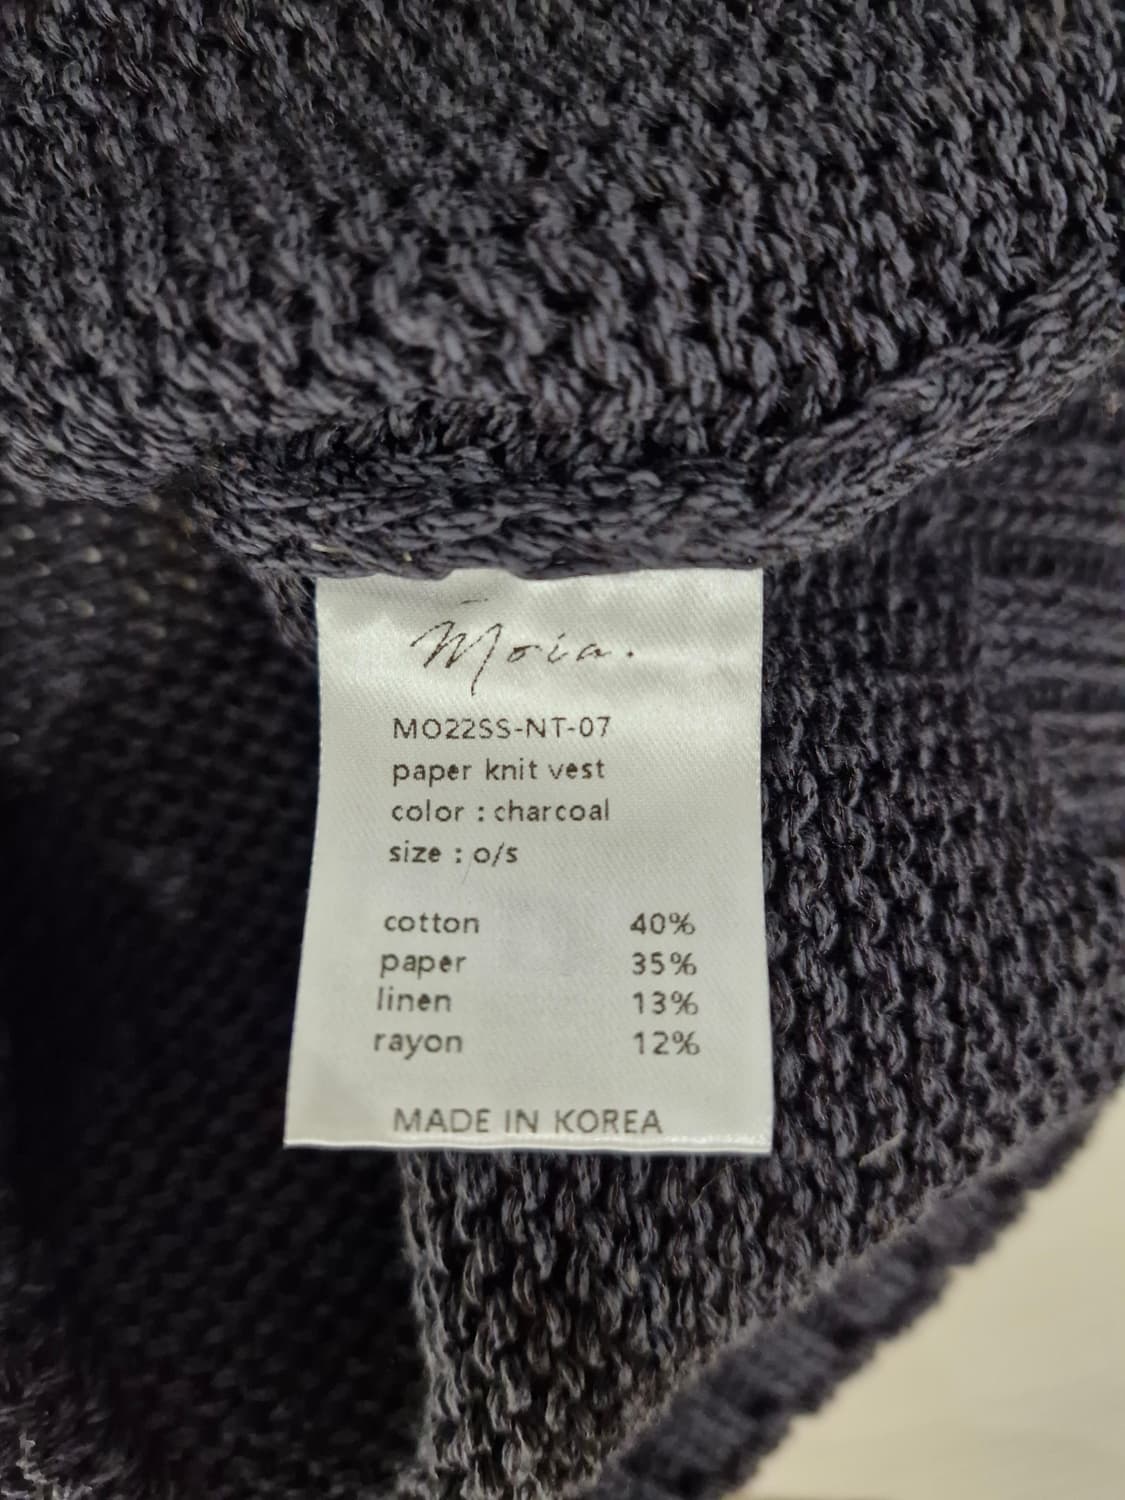 Moia.
MO22SS-NT-07
paper knit vest
color : charcoal
size : o/s
cotton 40%
paper 35%
linen 13%
rayon 12%
MADE IN KOREA